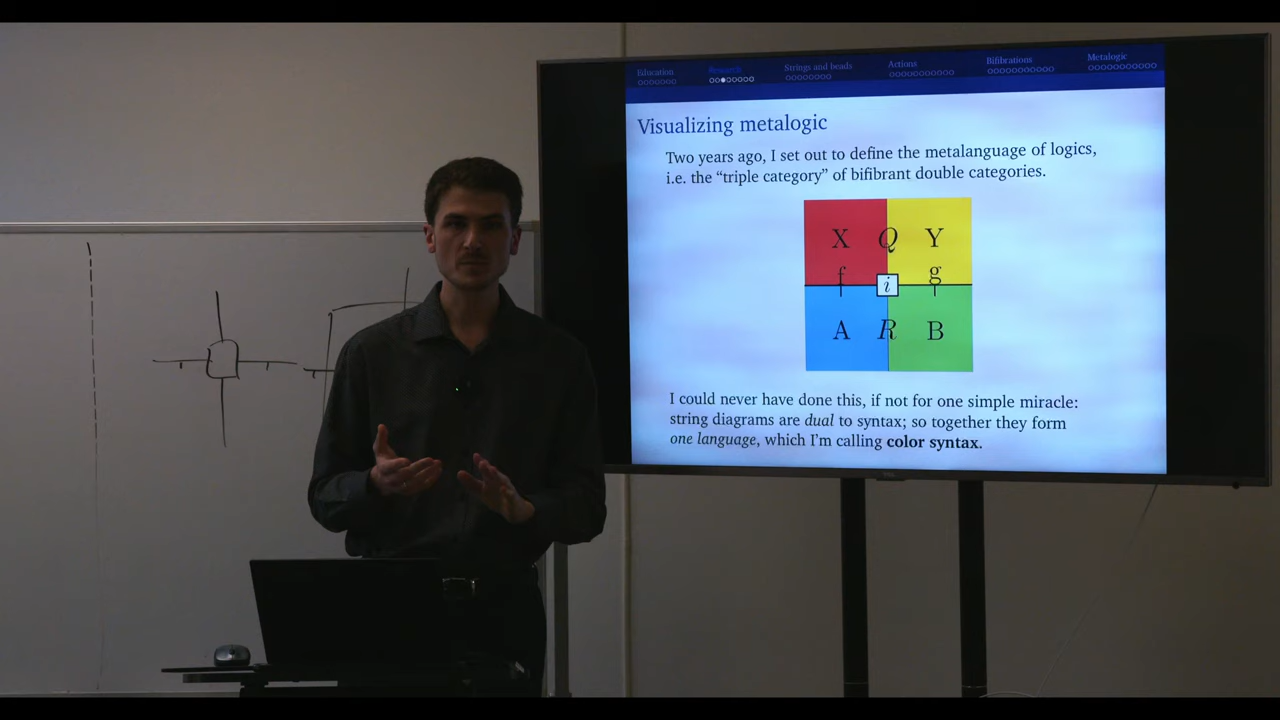 Education Research Strings and beads Actions Bifibrations Metalogic
Visualizing metalogic
Two years ago, I set out to define the metalanguage of logics,
i.e. the “triple category” of bifibrant double categories.
X Q Y
f i g
A R B
I could never have done this, if not for one simple miracle:
string diagrams are dual to syntax; so together they form
one language, which I'm calling color syntax.